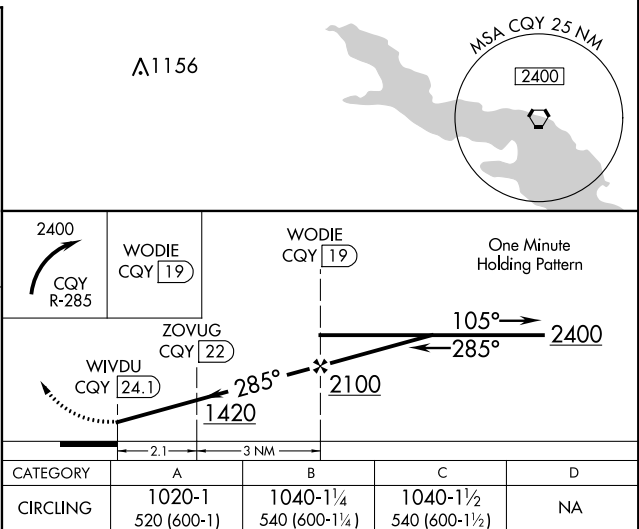 1156
MSA CQY 25 NM
2400
2400
CQY
R-285
WODIE
CQY 19
WODIE
CQY 19
One Minute
Holding Pattern
105°
2400
285°
ZOVUG
CQY 22
WIVDU
CQY 24.1
285°
2100
1420
2.1
3 NM
CATEGORY A B C D
CIRCLING 1020-1 1040-1¼ 1040-1½ NA
520 (600-1) 540 (600-1¼) 540 (600-1½)